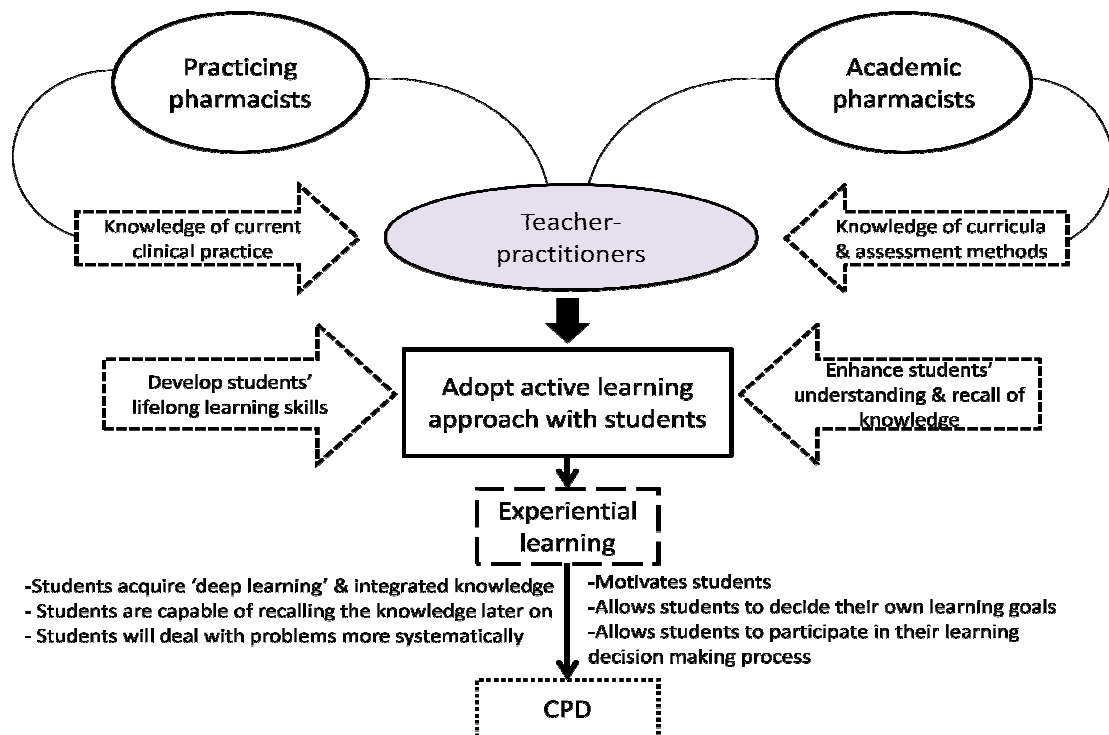 Practicing
pharmacists
Academic
pharmacists
Knowledge of current
clinical practice
Teacher-
practitioners
Knowledge of curricula
& assessment methods
Develop students'
lifelong learning skills
Adopt active learning
approach with students
Enhance students'
understanding & recall of
knowledge
Experiential
learning
-Students acquire 'deep learning' & integrated knowledge
- Students are capable of recalling the knowledge later on
- Students will deal with problems more systematically
-Motivates students
-Allows students to decide their own learning goals
-Allows students to participate in their learning
decision making process
CPD